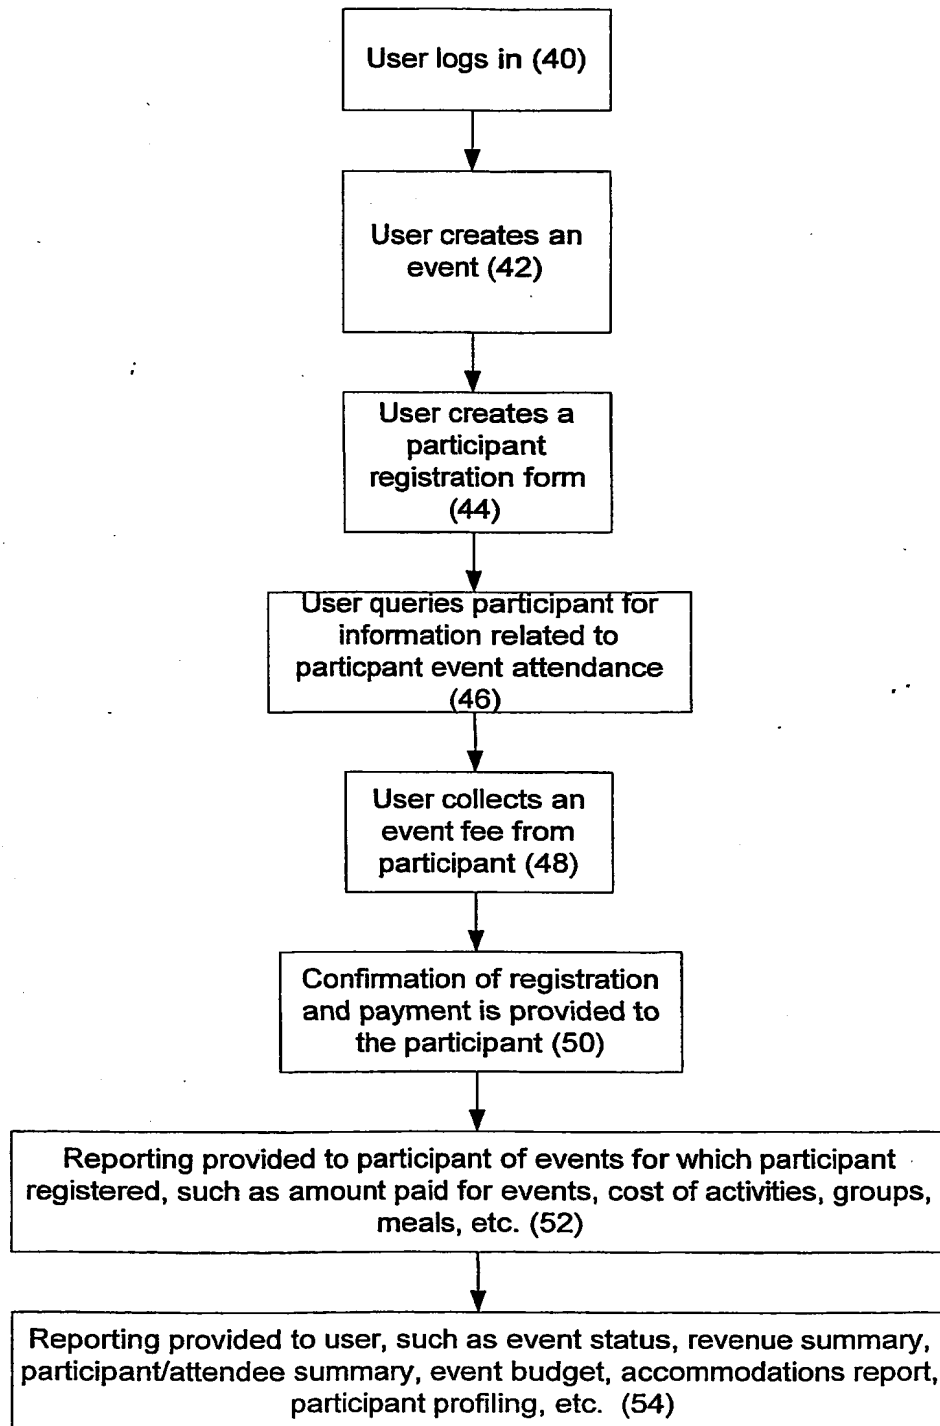 User logs in (40)
User creates an
event (42)
User creates a
participant
registration form
(44)
User queries participant for
information related to
particpant event attendance
(46)
User collects an
event fee from
participant (48)
Confirmation of registration
and payment is provided to
the participant (50)
Reporting provided to participant of events for which participant
registered, such as amount paid for events, cost of activities, groups,
meals, etc. (52)
Reporting provided to user, such as event status, revenue summary,
participant/attendee summary, event budget, accommodations report,
participant profiling, etc. (54)